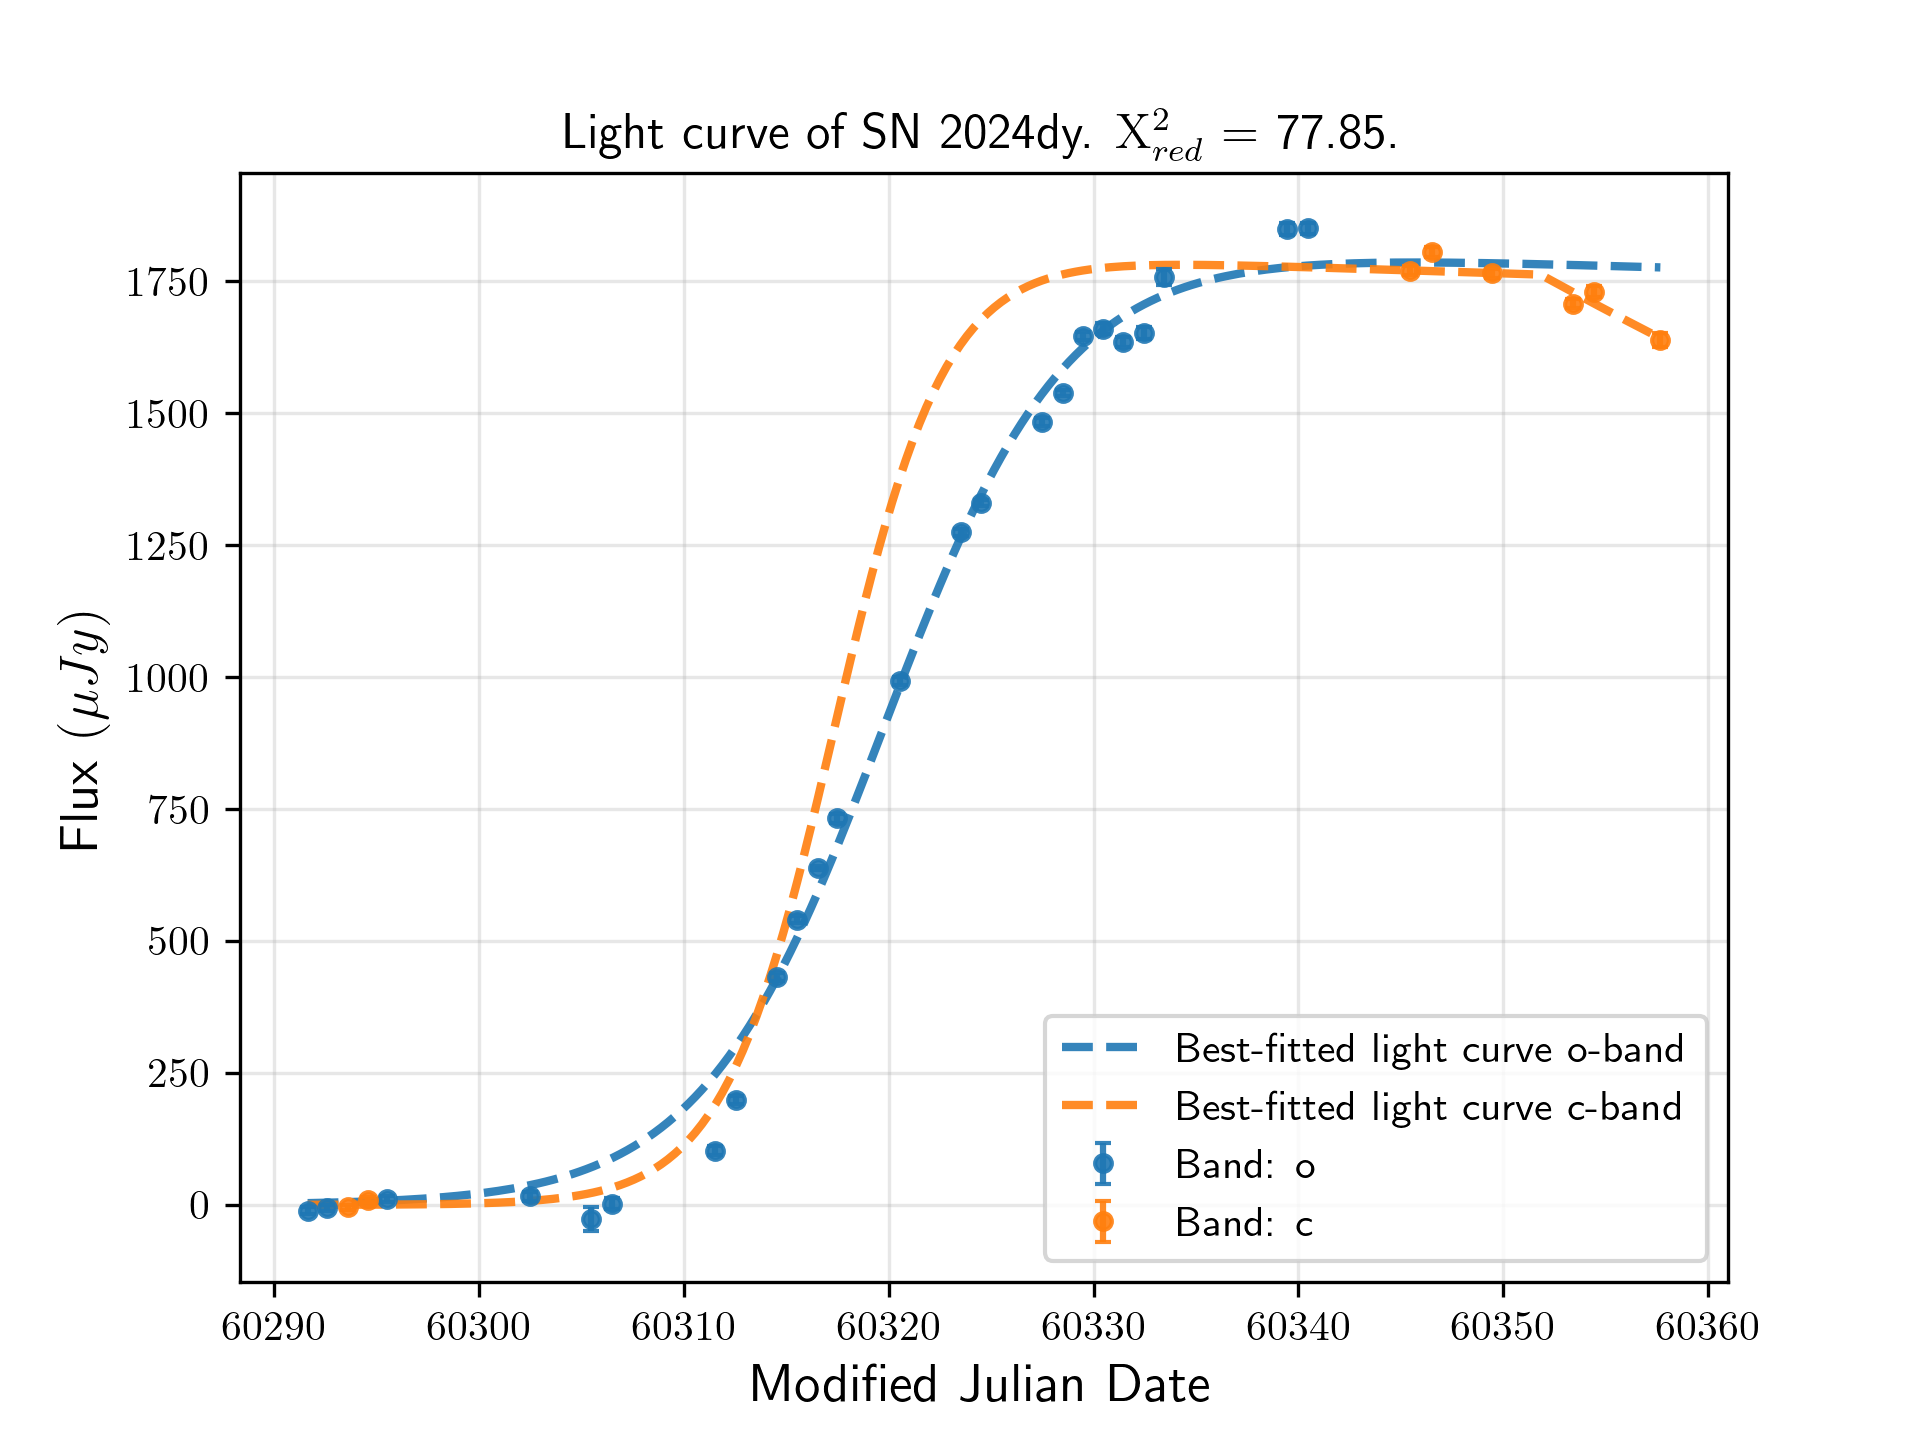 Light curve of SN 2024dy. X²red = 77.85.
Flux (μJy)
1750
1500
1250
1000
750
500
250
0
Best-fitted light curve o-band
Best-fitted light curve c-band
Band: o
Band: c
60290 60300 60310 60320 60330 60340 60350 60360
Modified Julian Date